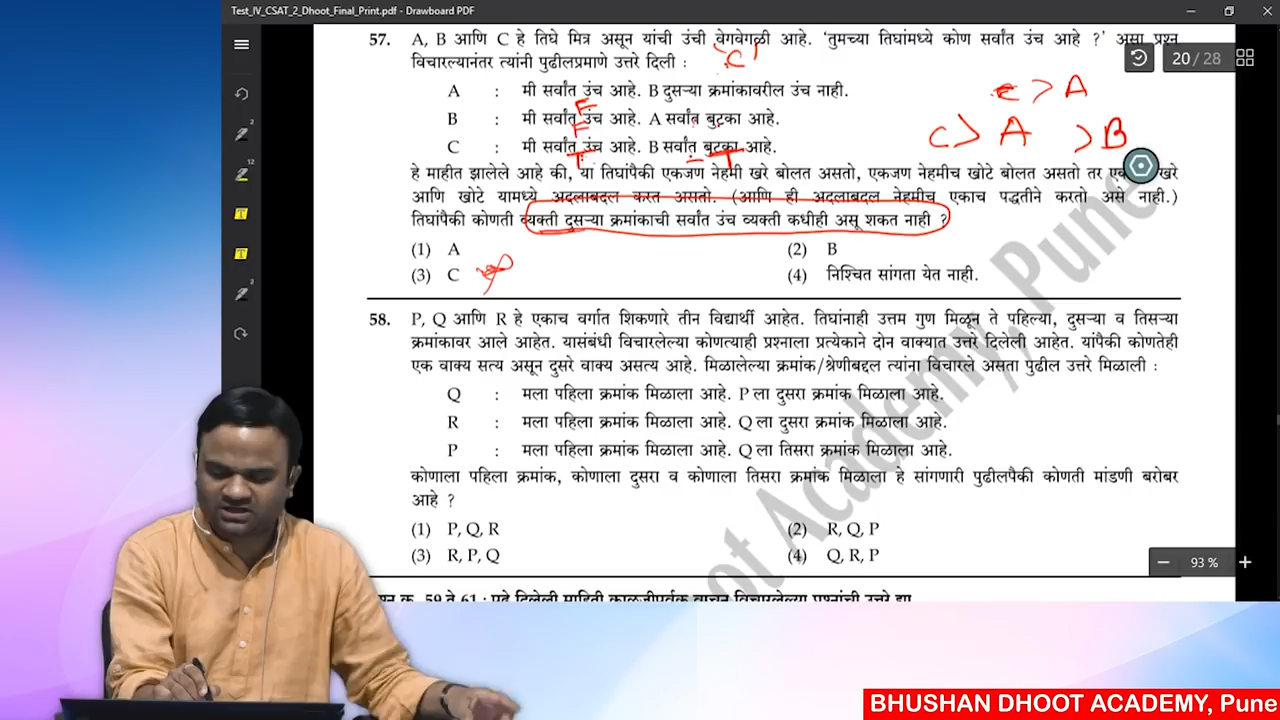 Test_IV_CSAT_2_Dhoot_Final_Print.pdf - Drawboard PDF
57. A, B आणि C हे तिघे मित्र असून यांची उंची वेगवेगळी आहे. 'तुमच्या तिघांमध्ये कोण सर्वांत उंच आहे ?' असा प्रश्न
विचारल्यानंतर त्यांनी पुढीलप्रमाणे उत्तरे दिली :
'C'
20 / 28
A : मी सर्वांत उंच आहे. B दुसऱ्या क्रमांकावरील उंच नाही.
C > A
F
B : मी सर्वांत उंच आहे. A सर्वांत बुटका आहे.
C > A > B
F
C : मी सर्वांत उंच आहे. B सर्वांत बुटका आहे.
T T
हे माहीत झालेले आहे की, या तिघांपैकी एकजण नेहमी खरे बोलत असतो, एकजण नेहमीच खोटे बोलत असतो तर खरे
आणि खोटे यामध्ये अदलाबदल करत असतो. (आणि ही अदलाबदल नेहमीच एकाच पद्धतीने करतो असे नाही.)
तिघांपैकी कोणती व्यक्ती दुसऱ्या क्रमांकाची सर्वांत उंच व्यक्ती कधीही असू शकत नाही ?
(1) A (2) B
(3) C (4) निश्चित सांगता येत नाही.
58. P, Q आणि R हे एकाच वर्गात शिकणारे तीन विद्यार्थी आहेत. तिघांनाही उत्तम गुण मिळून ते पहिल्या, दुसऱ्या व तिसऱ्या
क्रमांकावर आले आहेत. यासंबंधी विचारलेल्या कोणत्याही प्रश्नाला प्रत्येकाने दोन वाक्यात उत्तरे दिलेली आहेत. यांपैकी कोणतेही
एक वाक्य सत्य असून दुसरे वाक्य असत्य आहे. मिळालेल्या क्रमांक/श्रेणीबद्दल त्यांना विचारले असता पुढील उत्तरे मिळाली :
Q : मला पहिला क्रमांक मिळाला आहे. P ला दुसरा क्रमांक मिळाला आहे.
R : मला पहिला क्रमांक मिळाला आहे. Q ला दुसरा क्रमांक मिळाला आहे.
P : मला पहिला क्रमांक मिळाला आहे. Q ला तिसरा क्रमांक मिळाला आहे.
कोणाला पहिला क्रमांक, कोणाला दुसरा व कोणाला तिसरा क्रमांक मिळाला हे सांगणारी पुढीलपैकी कोणती मांडणी बरोबर
आहे ?
(1) P, Q, R (2) R, Q, P
(3) R, P, Q (4) Q, R, P
93 %
क्र. 59 ते 61 : पुढे दिलेली माहिती काळजीपूर्वक वाचून विचारलेल्या प्रश्नांची उत्तरे द्या
BHUSHAN DHOOT ACADEMY, Pune